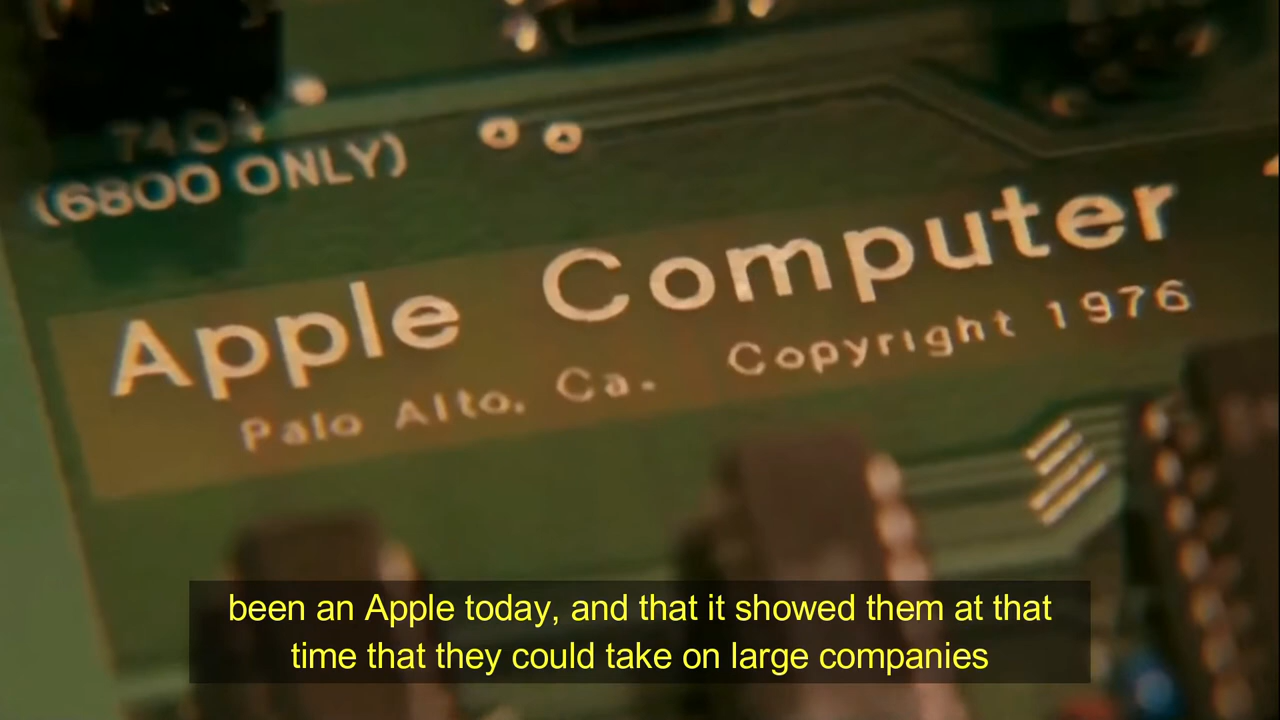 7404
(6800 ONLY)
Apple Computer
Palo Alto, Ca. Copyright 1976
been an Apple today, and that it showed them at that
time that they could take on large companies